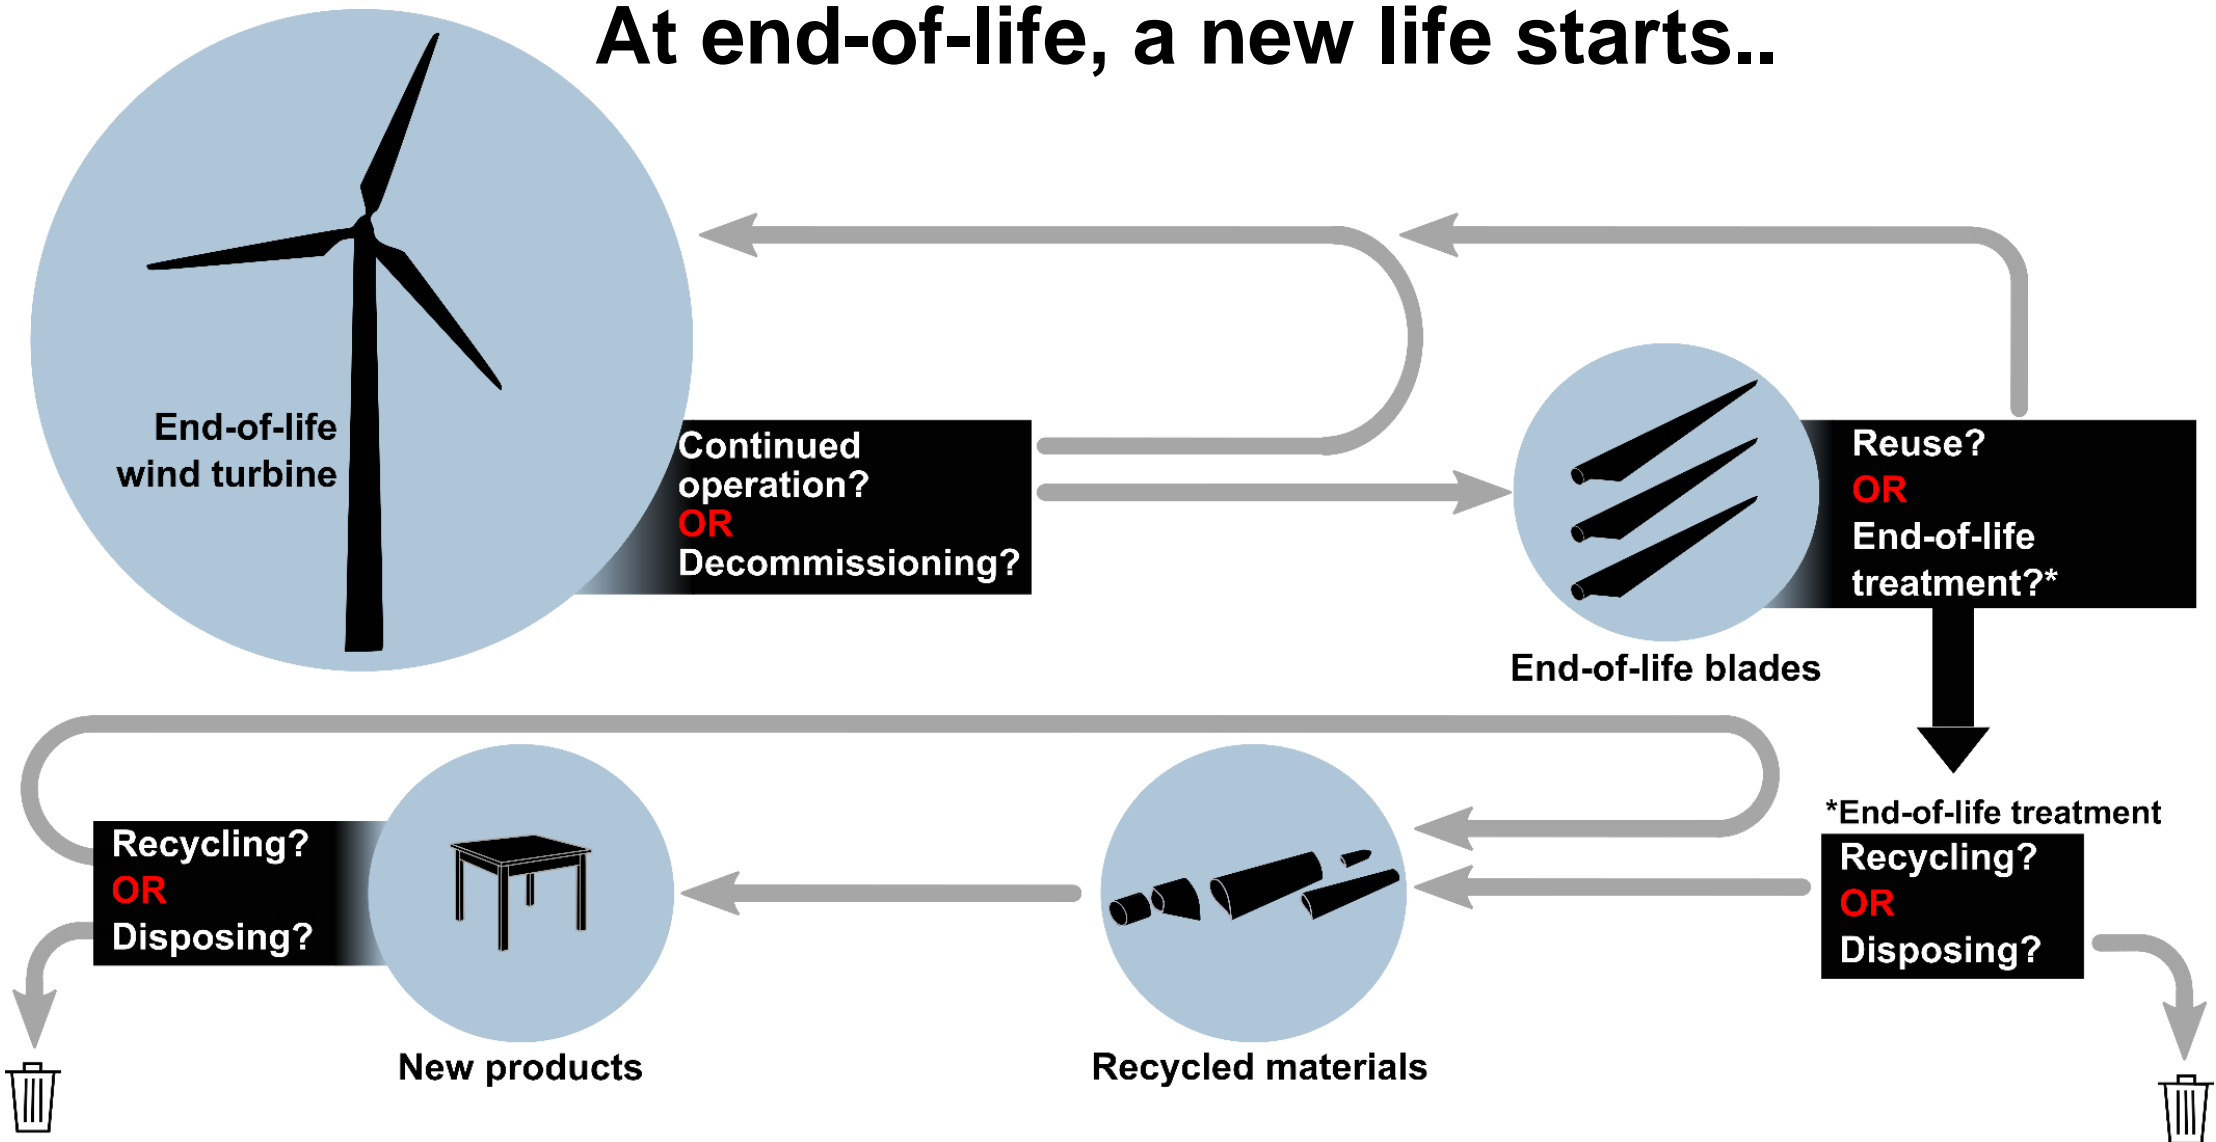 At end-of-life, a new life starts..
End-of-life
wind turbine
Continued
operation?
OR
Decommissioning?
Reuse?
OR
End-of-life
treatment?*
End-of-life blades
*End-of-life treatment
Recycling?
OR
Disposing?
Recycled materials
New products
Recycling?
OR
Disposing?